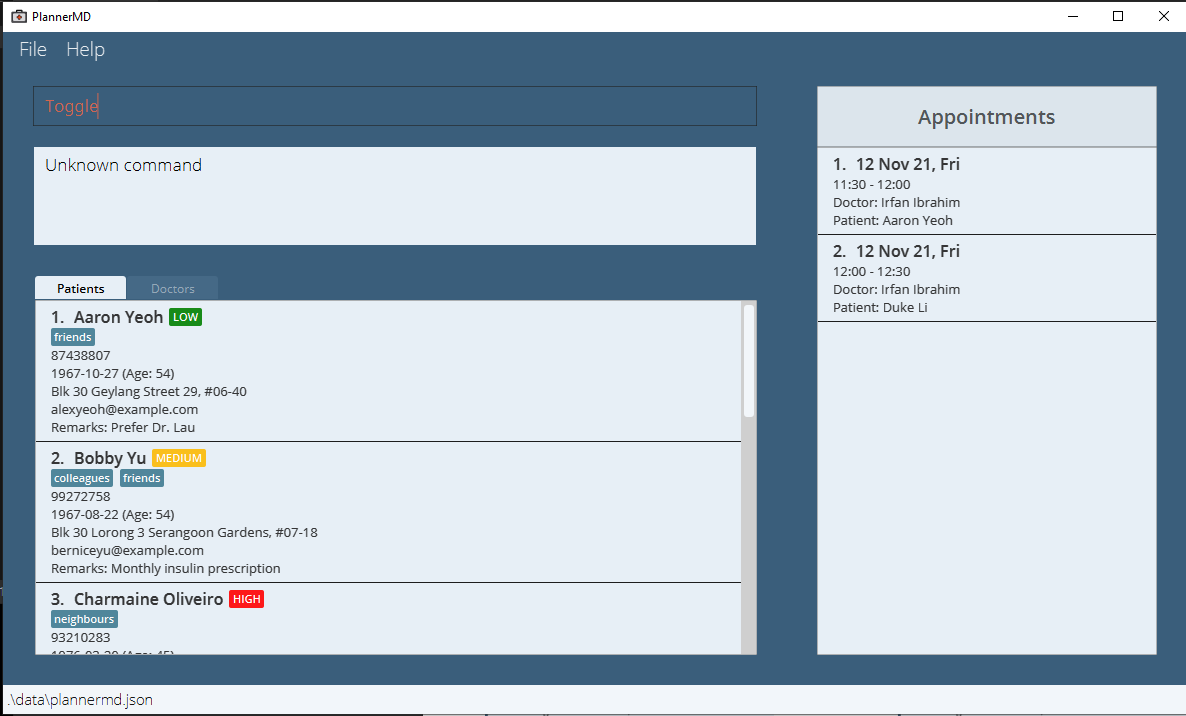 PlannerMD
File Help
Toggle
Unknown command
Patients Doctors
1. Aaron Yeoh LOW
friends
87438807
1967-10-27 (Age: 54)
Blk 30 Geylang Street 29, #06-40
alexyeoh@example.com
Remarks: Prefer Dr. Lau
2. Bobby Yu MEDIUM
colleagues friends
99272758
1967-08-22 (Age: 54)
Blk 30 Lorong 3 Serangoon Gardens, #07-18
berniceyu@example.com
Remarks: Monthly insulin prescription
3. Charmaine Oliveiro HIGH
neighbours
93210283
Appointments
1. 12 Nov 21, Fri
11:30 - 12:00
Doctor: Irfan Ibrahim
Patient: Aaron Yeoh
2. 12 Nov 21, Fri
12:00 - 12:30
Doctor: Irfan Ibrahim
Patient: Duke Li
.\data\plannermd.json